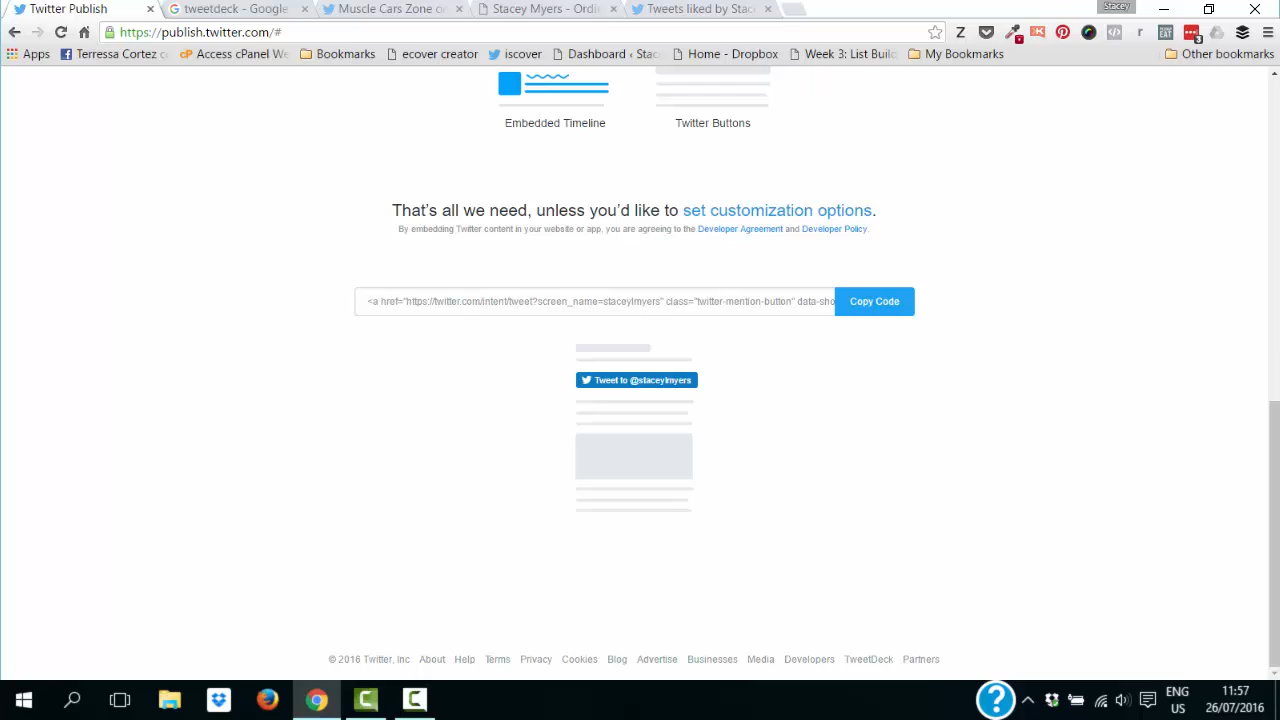 Twitter Publish
tweetdeck - Google
Muscle Cars Zone on
Stacey Myers - Ordi
Tweets liked by Stac
Stacey
https://publish.twitter.com/#
Apps
Teressa Cortez c
Access cPanel We
Bookmarks
ecover creator
iscover
Dashboard ‹ Stac
Home - Dropbox
Week 3: List Buil
My Bookmarks
Other bookmarks
Embedded Timeline
Twitter Buttons
That's all we need, unless you'd like to set customization options.
By embedding Twitter content in your website or app, you are agreeing to the Developer Agreement and Developer Policy.
<a href="https://twitter.com/intent/tweet?screen_name=staceylmyers" class="twitter-mention-button" data-sho
Copy Code
Tweet to @staceylmyers
© 2016 Twitter, Inc About Help Terms Privacy Cookies Blog Advertise Businesses Media Developers TweetDeck Partners
ENG
US
11:57
26/07/2016